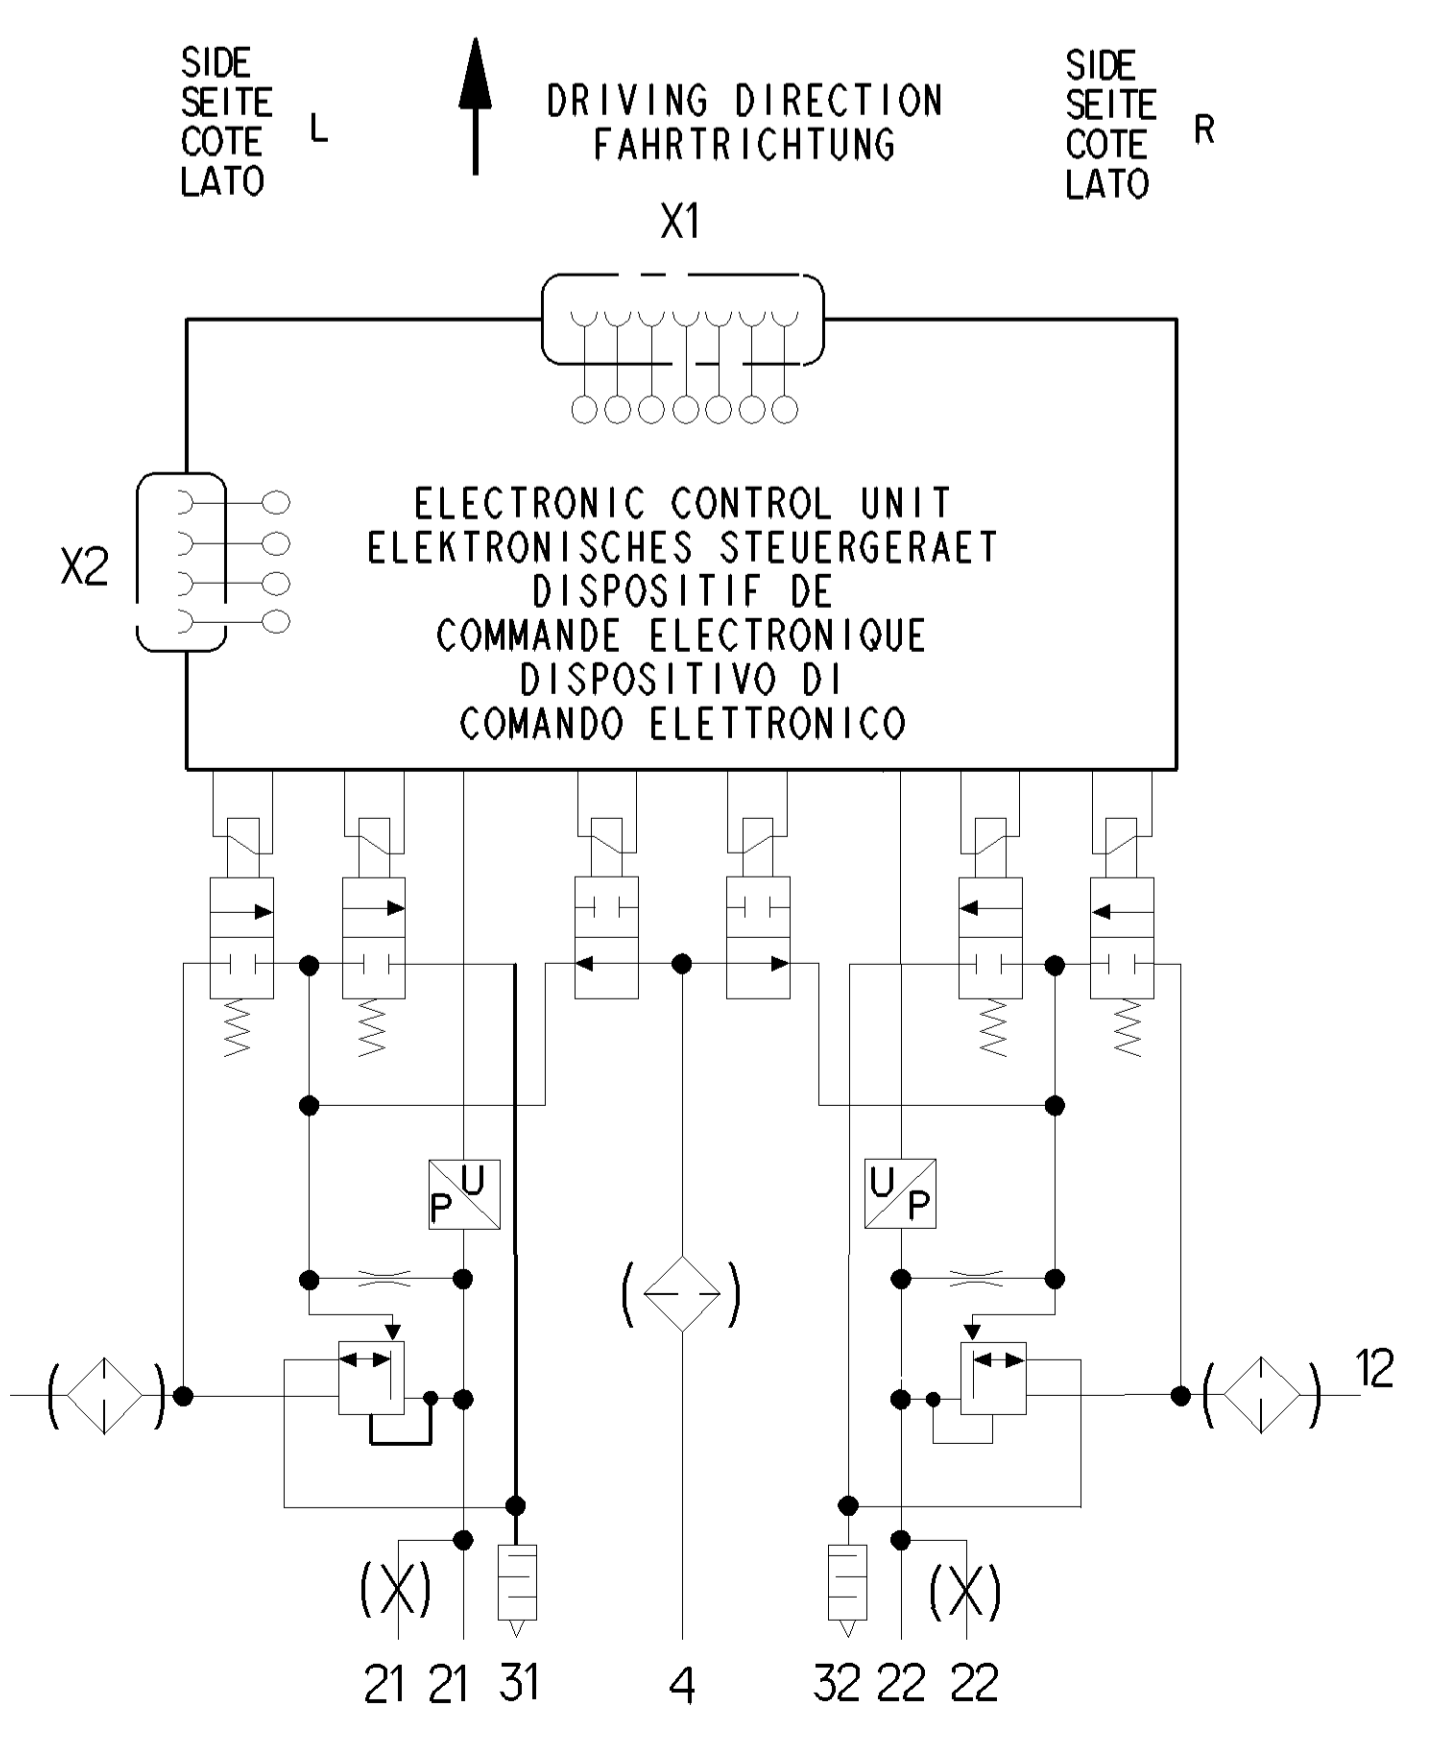 SIDE
SEITE
COTE
LATO
L
DRIVING DIRECTION
FAHRTRICHTUNG
SIDE
SEITE
COTE
LATO
R
X1
X2
ELECTRONIC CONTROL UNIT
ELEKTRONISCHES STEUERGERAET
DISPOSITIF DE
COMMANDE ELECTRONIQUE
DISPOSITIVO DI
COMANDO ELETTRONICO
U
P
U
P
12
(X)
(X)
21 21 31 4 32 22 22